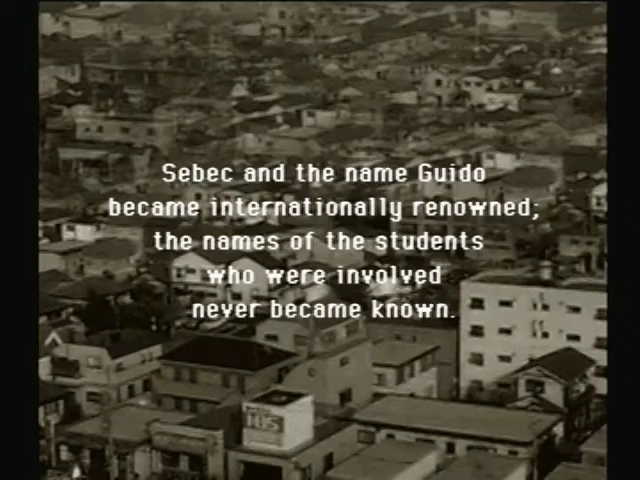 Sebec and the name Guido
became internationally renowned;
the names of the students
who were involved
never became known.